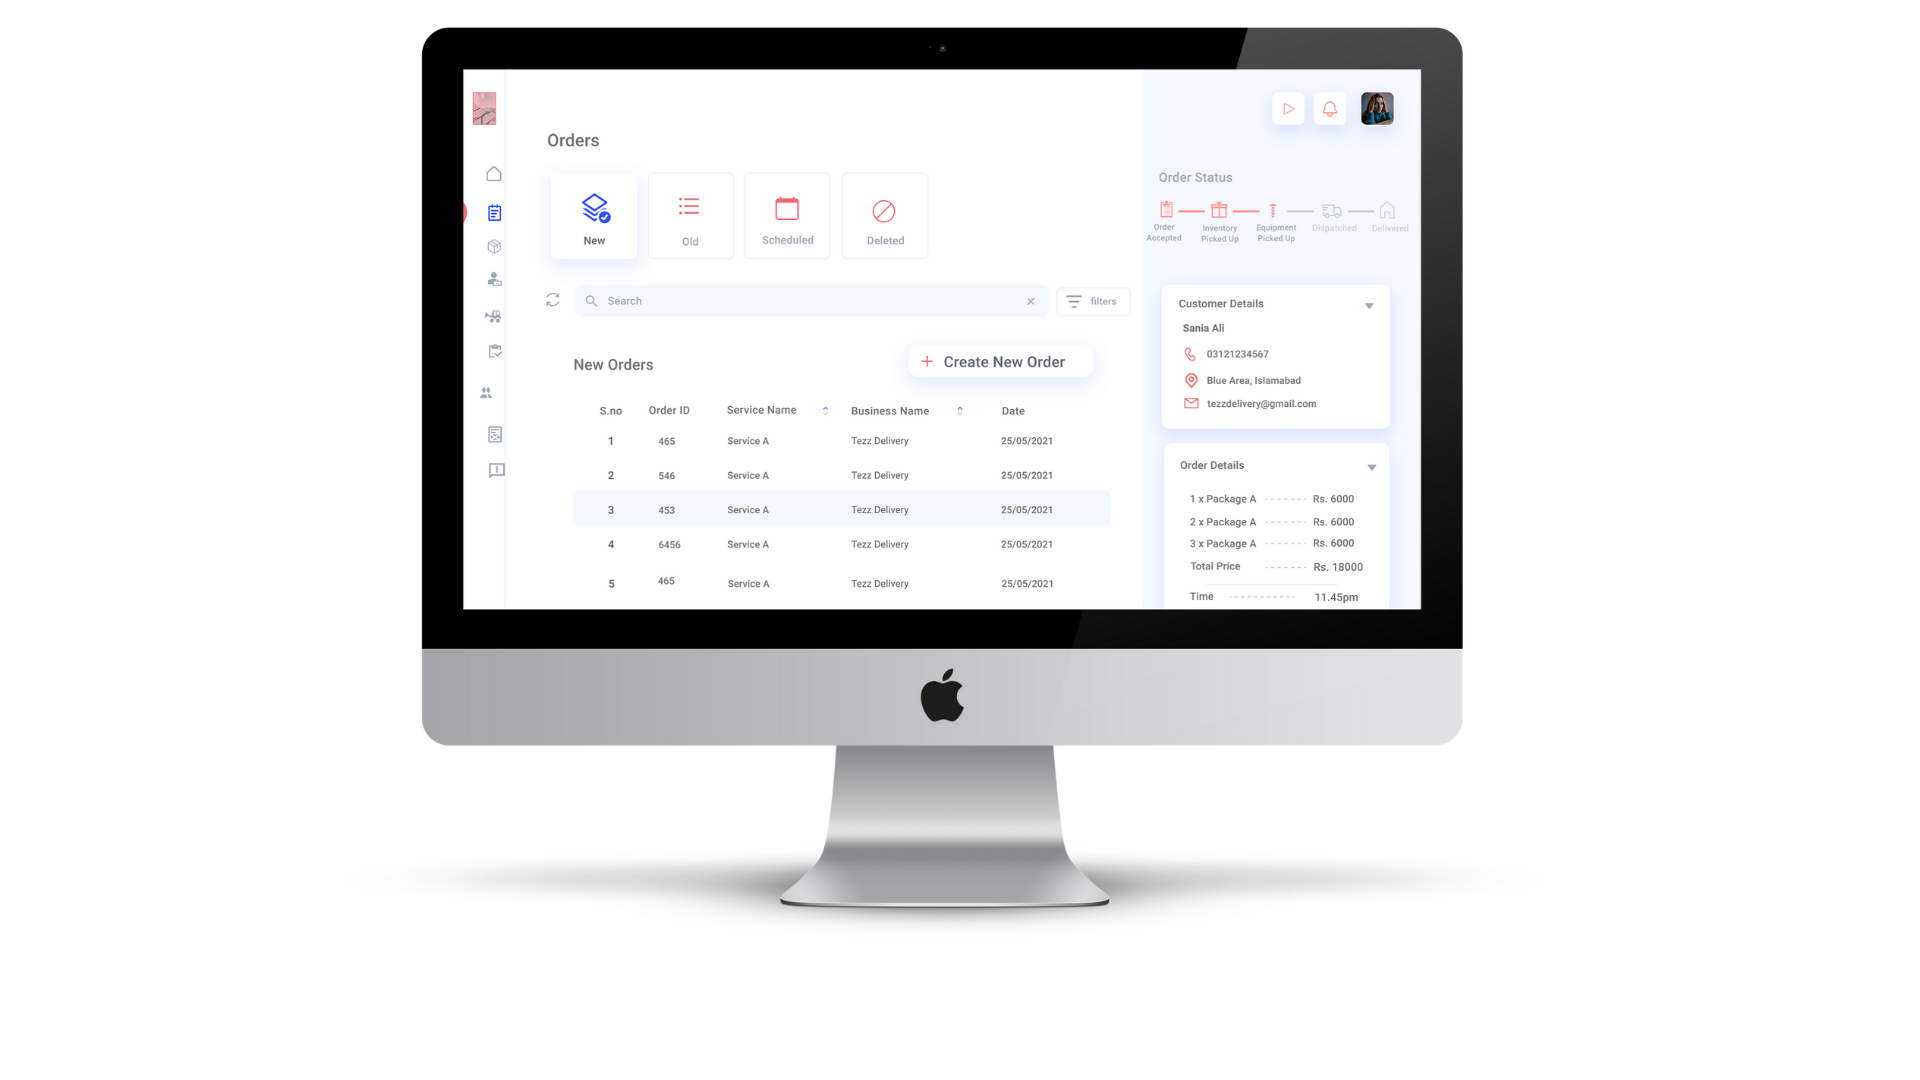 Orders
New
Old
Scheduled
Deleted
Search
filters
New Orders
Create New Order
S.no Order ID Service Name Business Name Date
1 465 Service A Tezz Delivery 25/05/2021
2 546 Service A Tezz Delivery 25/05/2021
3 453 Service A Tezz Delivery 25/05/2021
4 6456 Service A Tezz Delivery 25/05/2021
5 465 Service A Tezz Delivery 25/05/2021
Order Status
Order
Accepted
Inventory
Picked Up
Equipment
Picked Up
Dispatched
Delivered
Customer Details
Sania Ali
03121234567
Blue Area, Islamabad
tezzdelivery@gmail.com
Order Details
1 x Package A ------- Rs. 6000
2 x Package A ------- Rs. 6000
3 x Package A ------- Rs. 6000
Total Price ------- Rs. 18000
Time ----------- 11.45pm